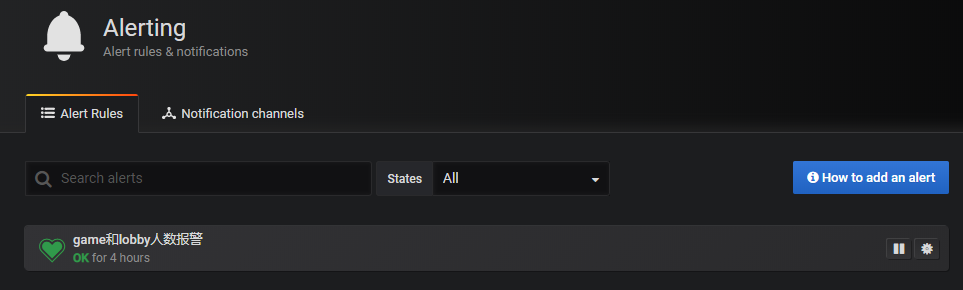 Alerting
Alert rules & notifications
Alert Rules
Notification channels
Search alerts
States
All
How to add an alert
game和lobby人数报警
OK for 4 hours